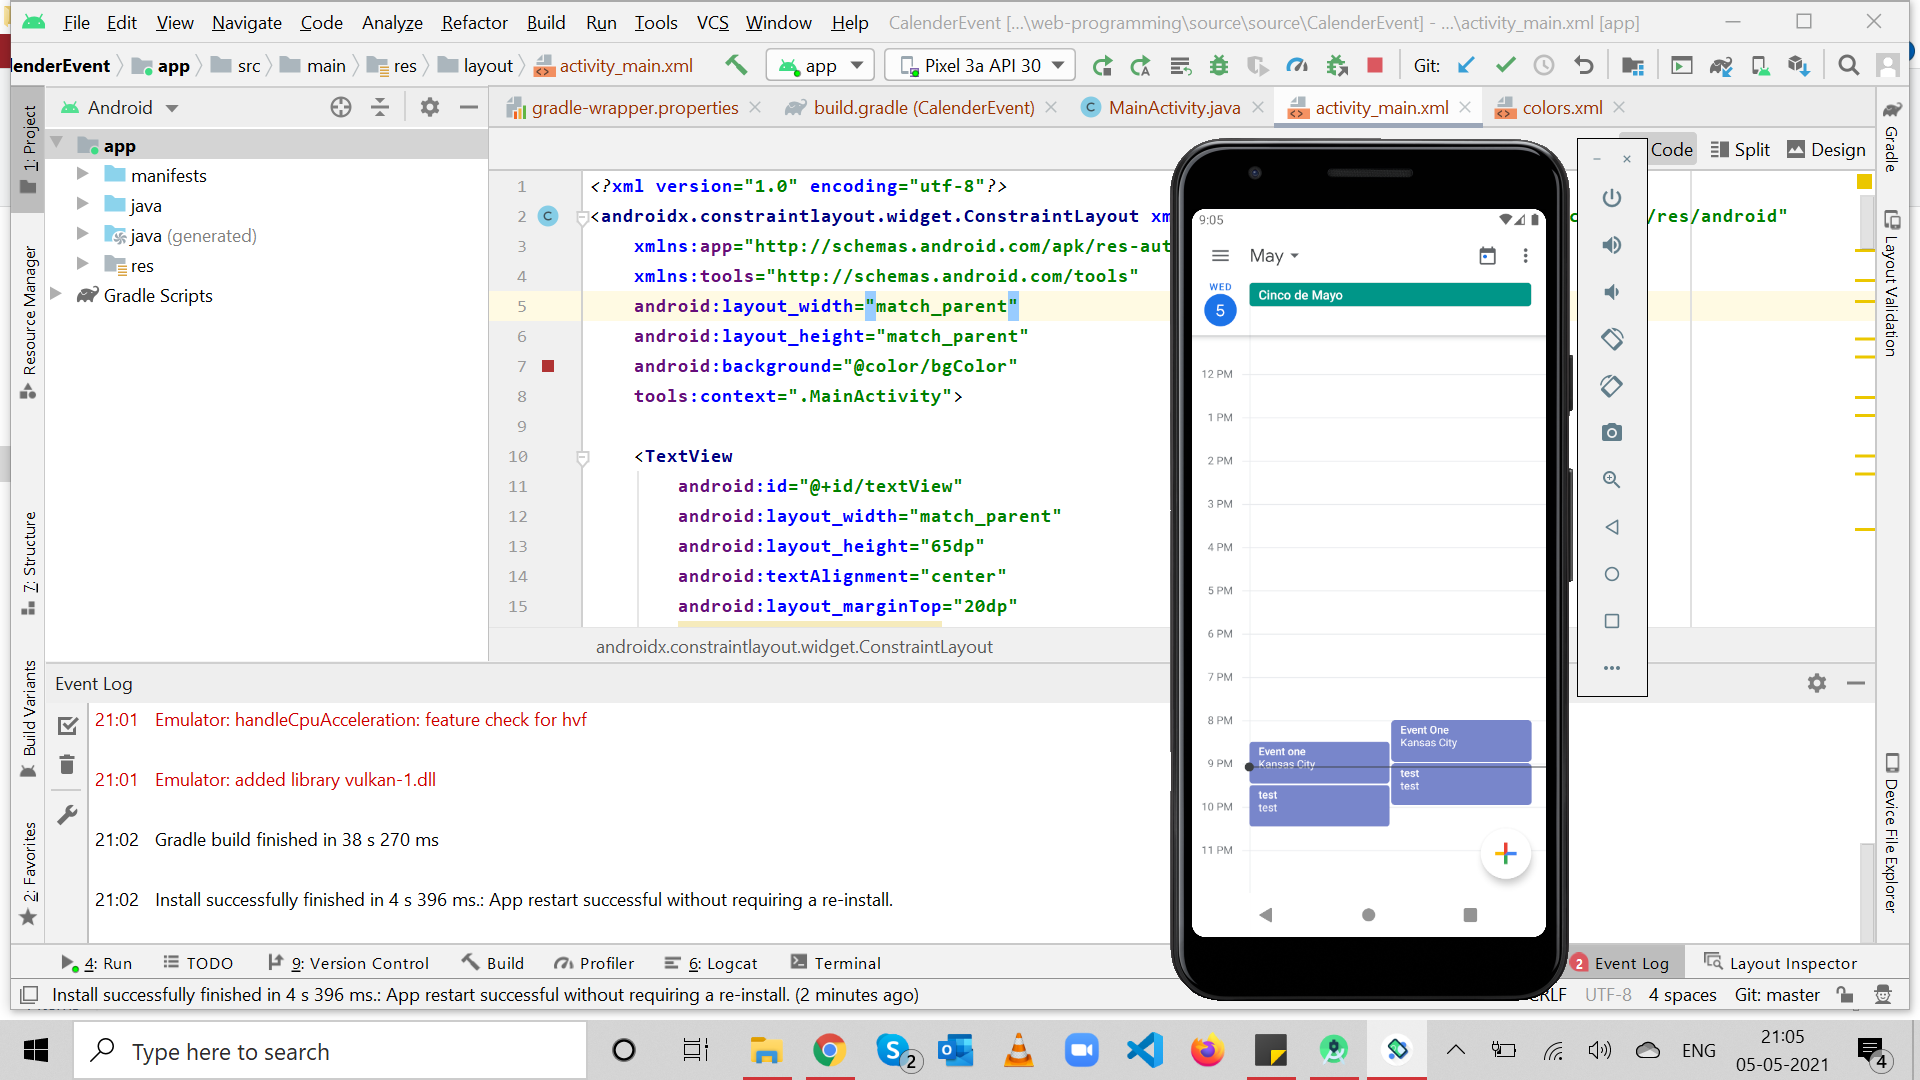 File Edit View Navigate Code Analyze Refactor Build Run Tools VCS Window Help CalenderEvent [...\web-programming\source\source\CalenderEvent] - ...\activity_main.xml [app]
lenderEvent app src main res layout activity_main.xml app Pixel 3a API 30 Git:
Android
gradle-wrapper.properties build.gradle (CalenderEvent) MainActivity.java activity_main.xml colors.xml
Code Split Design
1: Project
Resource Manager
7: Structure
Build Variants
2: Favorites
app
manifests
java
java (generated)
res
Gradle Scripts
1 <?xml version="1.0" encoding="utf-8"?>
2 <androidx.constraintlayout.widget.ConstraintLayout xm /res/android"
3 xmlns:app="http://schemas.android.com/apk/res-aut
4 xmlns:tools="http://schemas.android.com/tools"
5 android:layout_width="match_parent"
6 android:layout_height="match_parent"
7 android:background="@color/bgColor"
8 tools:context=".MainActivity">
9
10 <TextView
11 android:id="@+id/textView"
12 android:layout_width="match_parent"
13 android:layout_height="65dp"
14 android:textAlignment="center"
15 android:layout_marginTop="20dp"
androidx.constraintlayout.widget.ConstraintLayout
9:05
May
WED
5
Cinco de Mayo
12 PM
1 PM
2 PM
3 PM
4 PM
5 PM
6 PM
7 PM
8 PM
9 PM
10 PM
11 PM
Event One
Kansas City
Event one
Kansas City
test
test
test
test
Gradle
Layout Validation
Device File Explorer
Event Log
21:01 Emulator: handleCpuAcceleration: feature check for hvf
21:01 Emulator: added library vulkan-1.dll
21:02 Gradle build finished in 38 s 270 ms
21:02 Install successfully finished in 4 s 396 ms.: App restart successful without requiring a re-install.
4: Run TODO 9: Version Control Build Profiler 6: Logcat Terminal 2 Event Log Layout Inspector
Install successfully finished in 4 s 396 ms.: App restart successful without requiring a re-install. (2 minutes ago) CRLF UTF-8 4 spaces Git: master
Type here to search
2
ENG
21:05
05-05-2021
4